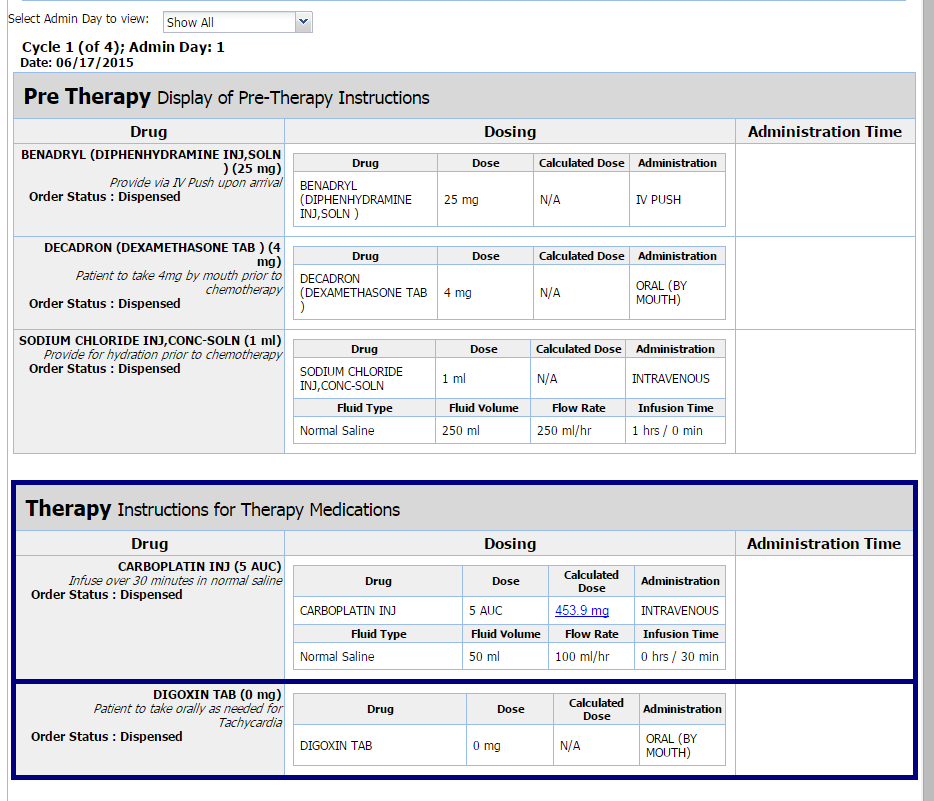 Select Admin Day to view: Show All
Cycle 1 (of 4); Admin Day: 1
Date: 06/17/2015
Pre Therapy Display of Pre-Therapy Instructions
Drug Dosing Administration Time
BENADRYL (DIPHENHYDRAMINE INJ,SOLN
) (25 mg)
Provide via IV Push upon arrival
Order Status : Dispensed
Drug Dose Calculated Dose Administration
BENADRYL
(DIPHENHYDRAMINE
INJ,SOLN )
25 mg N/A IV PUSH
DECADRON (DEXAMETHASONE TAB ) (4
mg)
Patient to take 4mg by mouth prior to
chemotherapy
Order Status : Dispensed
Drug Dose Calculated Dose Administration
DECADRON
(DEXAMETHASONE TAB
)
4 mg N/A ORAL (BY
MOUTH)
SODIUM CHLORIDE INJ,CONC-SOLN (1 ml)
Provide for hydration prior to chemotherapy
Order Status : Dispensed
Drug Dose Calculated Dose Administration
SODIUM CHLORIDE
INJ,CONC-SOLN
1 ml N/A INTRAVENOUS
Fluid Type Fluid Volume Flow Rate Infusion Time
Normal Saline 250 ml 250 ml/hr 1 hrs / 0 min
Therapy Instructions for Therapy Medications
Drug Dosing Administration Time
CARBOPLATIN INJ (5 AUC)
Infuse over 30 minutes in normal saline
Order Status : Dispensed
Drug Dose Calculated
Dose Administration
CARBOPLATIN INJ 5 AUC 453.9 mg INTRAVENOUS
Fluid Type Fluid Volume Flow Rate Infusion Time
Normal Saline 50 ml 100 ml/hr 0 hrs / 30 min
DIGOXIN TAB (0 mg)
Patient to take orally as needed for
Tachycardia
Order Status : Dispensed
Drug Dose Calculated
Dose Administration
DIGOXIN TAB 0 mg N/A ORAL (BY
MOUTH)